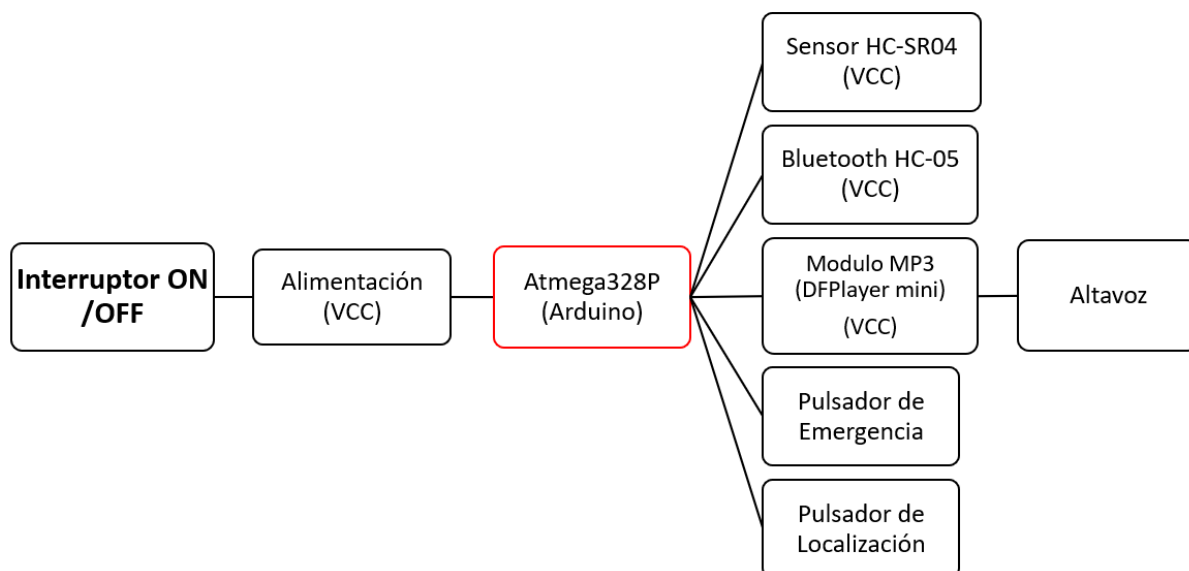 Interruptor ON
/OFF
Alimentación
(VCC)
Atmega328P
(Arduino)
Sensor HC-SR04
(VCC)
Bluetooth HC-05
(VCC)
Modulo MP3
(DFPlayer mini)
(VCC)
Pulsador de
Emergencia
Pulsador de
Localización
Altavoz